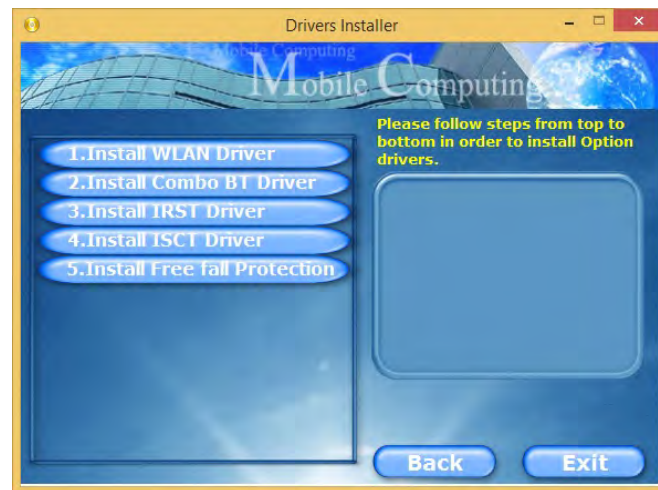 Drivers Installer
Mobile Computing
Mobile Computing
Please follow steps from top to
bottom in order to install Option
drivers.
1.Install WLAN Driver
2.Install Combo BT Driver
3.Install IRST Driver
4.Install ISCT Driver
5.Install Free fall Protection
Back
Exit